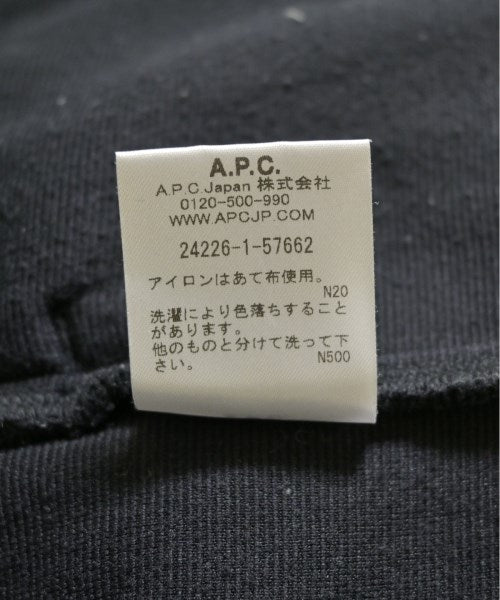 A.P.C.
A.P.C.Japan 株式会社
0120-500-990
WWW.APCJP.COM
24226-1-57662
アイロンはあて布使用。
N20
洗濯により色落ちすること
があります。
他のものと分けて洗って下
さい。 N500